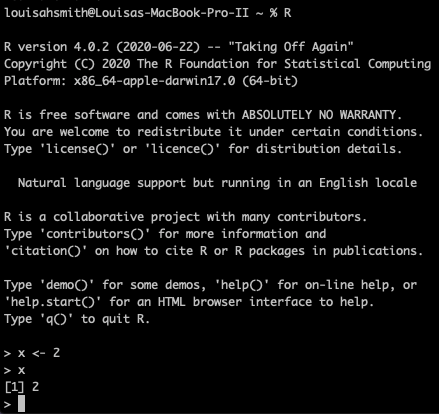 louisahsmith@Louisas-MacBook-Pro-II ~ % R
R version 4.0.2 (2020-06-22) -- "Taking Off Again"
Copyright (C) 2020 The R Foundation for Statistical Computing
Platform: x86_64-apple-darwin17.0 (64-bit)
R is free software and comes with ABSOLUTELY NO WARRANTY.
You are welcome to redistribute it under certain conditions.
Type 'license()' or 'licence()' for distribution details.
Natural language support but running in an English locale
R is a collaborative project with many contributors.
Type 'contributors()' for more information and
'citation()' on how to cite R or R packages in publications.
Type 'demo()' for some demos, 'help()' for on-line help, or
'help.start()' for an HTML browser interface to help.
Type 'q()' to quit R.
> x <- 2
> x
[1] 2
>